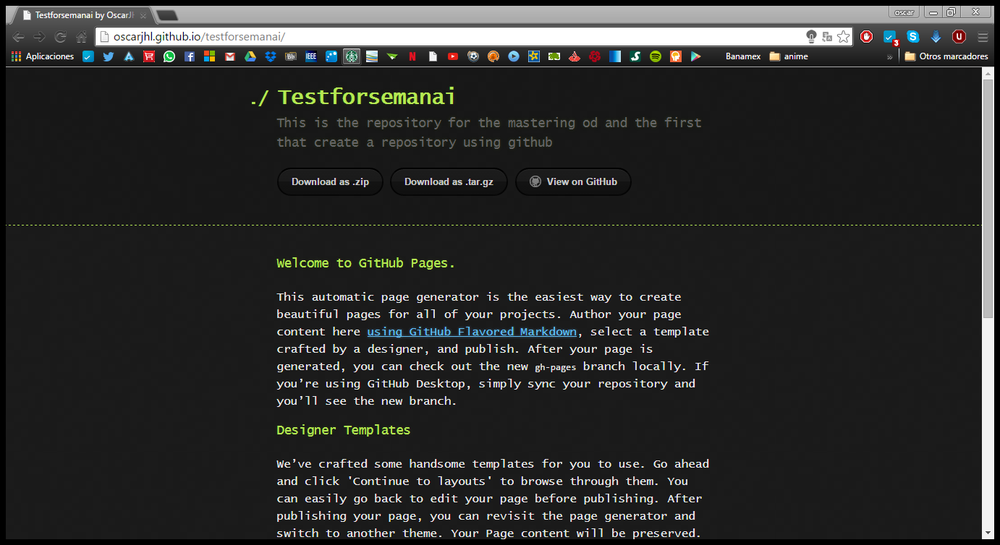 Testforsemanai by OscarJH
oscar
oscarjhl.github.io/testforsemanai/
3
Aplicaciones
Bb
IEEE
Banamex
anime
»
Otros marcadores
./ Testforsemanai
This is the repository for the mastering od and the first
that create a repository using github
Download as .zip
Download as .tar.gz
View on GitHub
Welcome to GitHub Pages.
This automatic page generator is the easiest way to create
beautiful pages for all of your projects. Author your page
content here using GitHub Flavored Markdown, select a template
crafted by a designer, and publish. After your page is
generated, you can check out the new gh-pages branch locally. If
you’re using GitHub Desktop, simply sync your repository and
you’ll see the new branch.
Designer Templates
We’ve crafted some handsome templates for you to use. Go ahead
and click 'Continue to layouts' to browse through them. You
can easily go back to edit your page before publishing. After
publishing your page, you can revisit the page generator and
switch to another theme. Your Page content will be preserved.